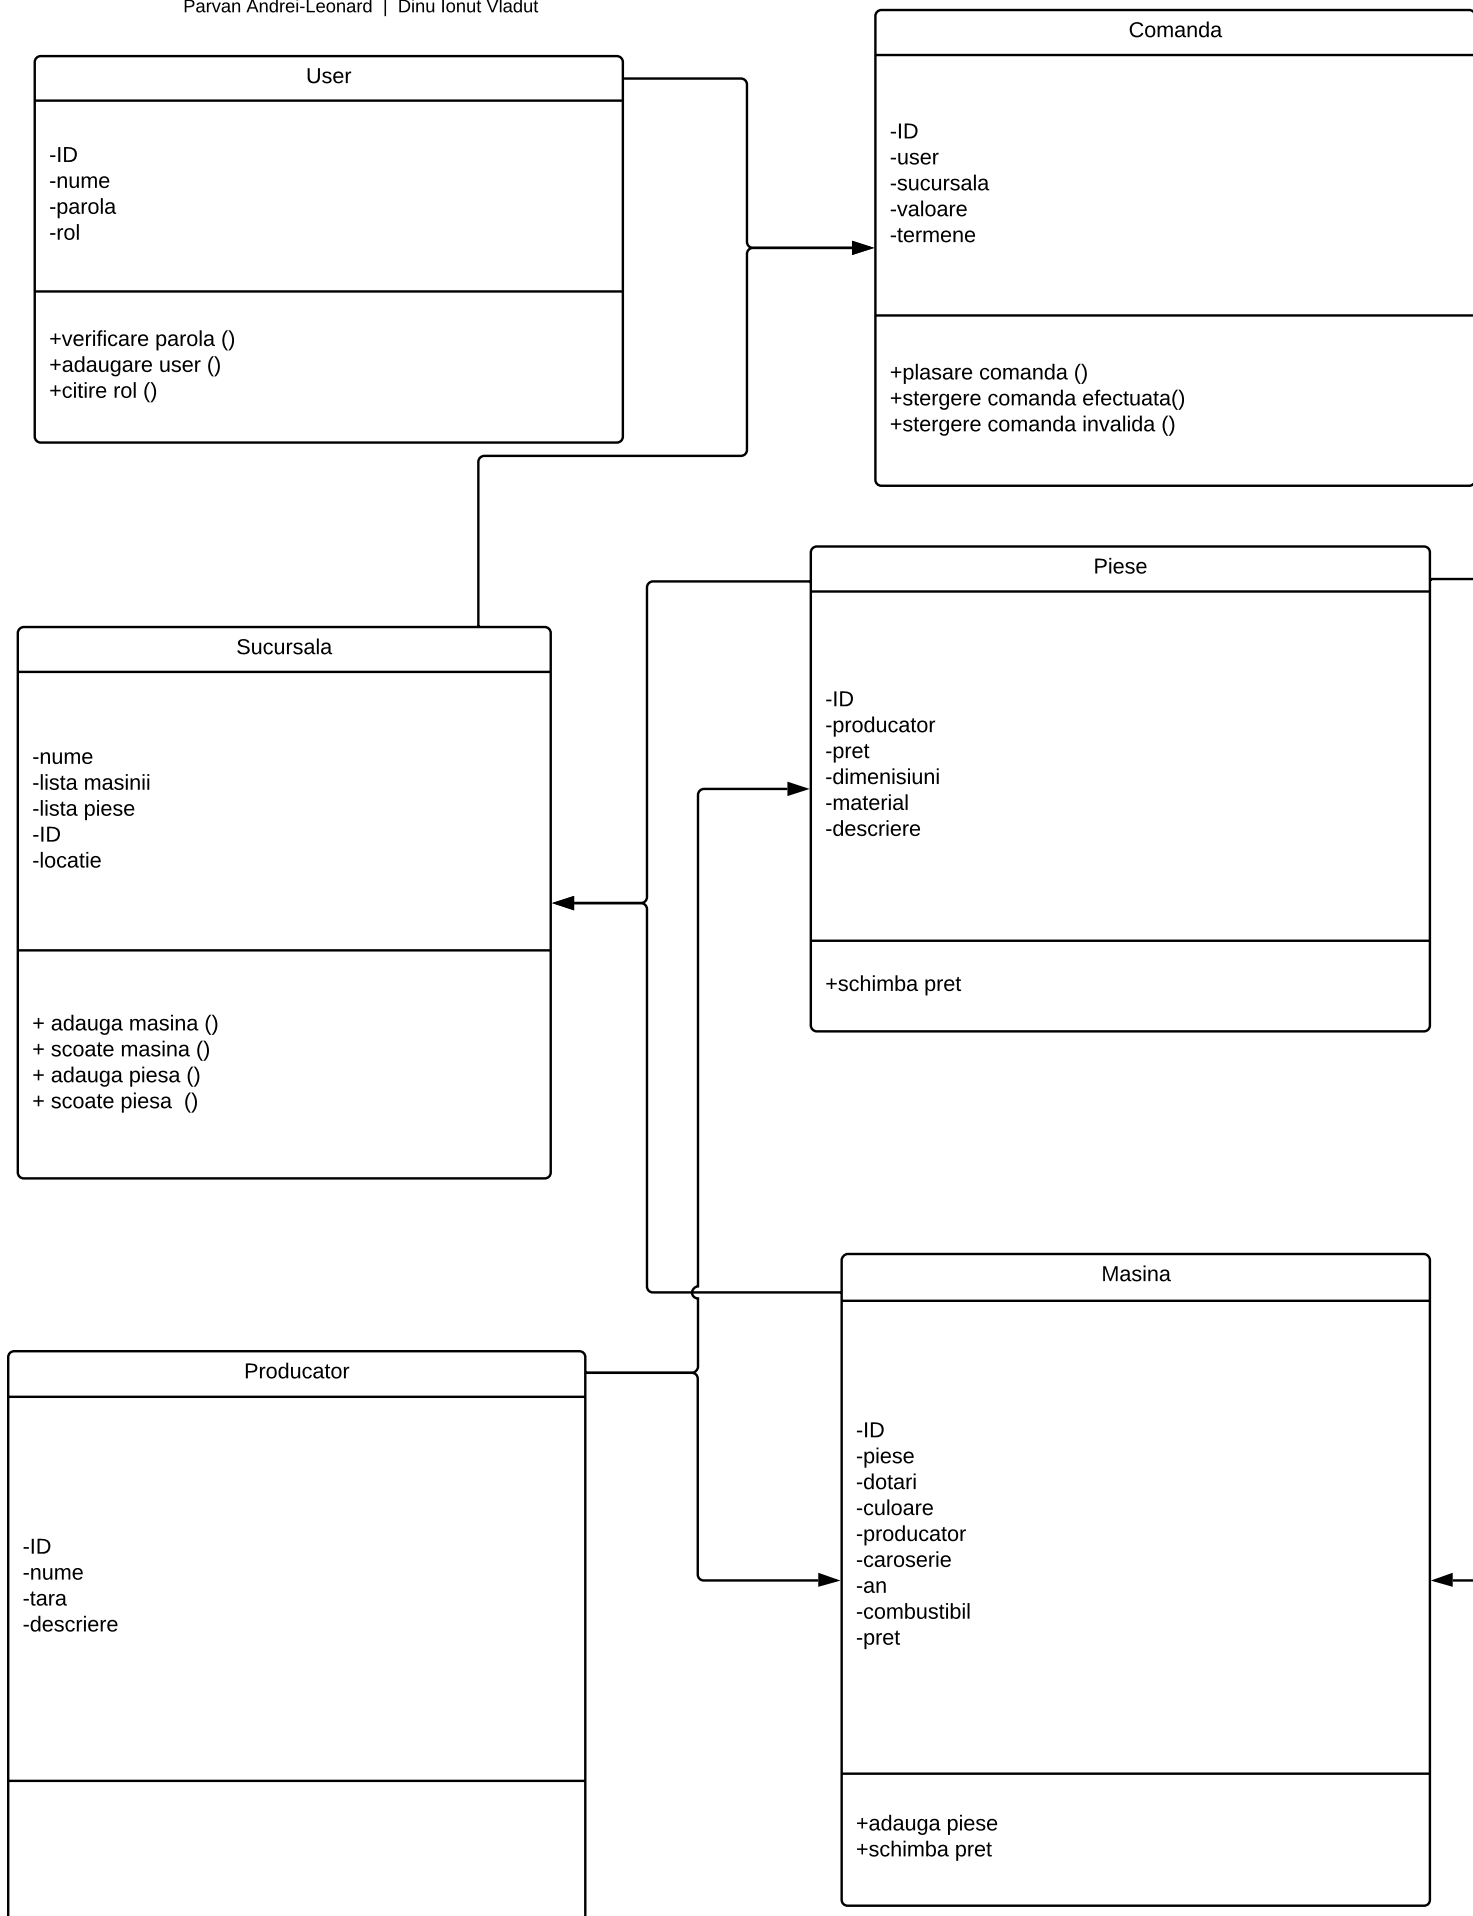 Parvan Andrei-Leonard | Dinu Ionut Vladut
User
-ID
-nume
-parola
-rol
+verificare parola ()
+adaugare user ()
+citire rol ()
Comanda
-ID
-user
-sucursala
-valoare
-termene
+plasare comanda ()
+stergere comanda efectuata()
+stergere comanda invalida ()
Sucursala
-nume
-lista masinii
-lista piese
-ID
-locatie
+ adauga masina ()
+ scoate masina ()
+ adauga piesa ()
+ scoate piesa  ()
Piese
-ID
-producator
-pret
-dimenisiuni
-material
-descriere
+schimba pret
Producator
-ID
-nume
-tara
-descriere
Masina
-ID
-piese
-dotari
-culoare
-producator
-caroserie
-an
-combustibil
-pret
+adauga piese
+schimba pret